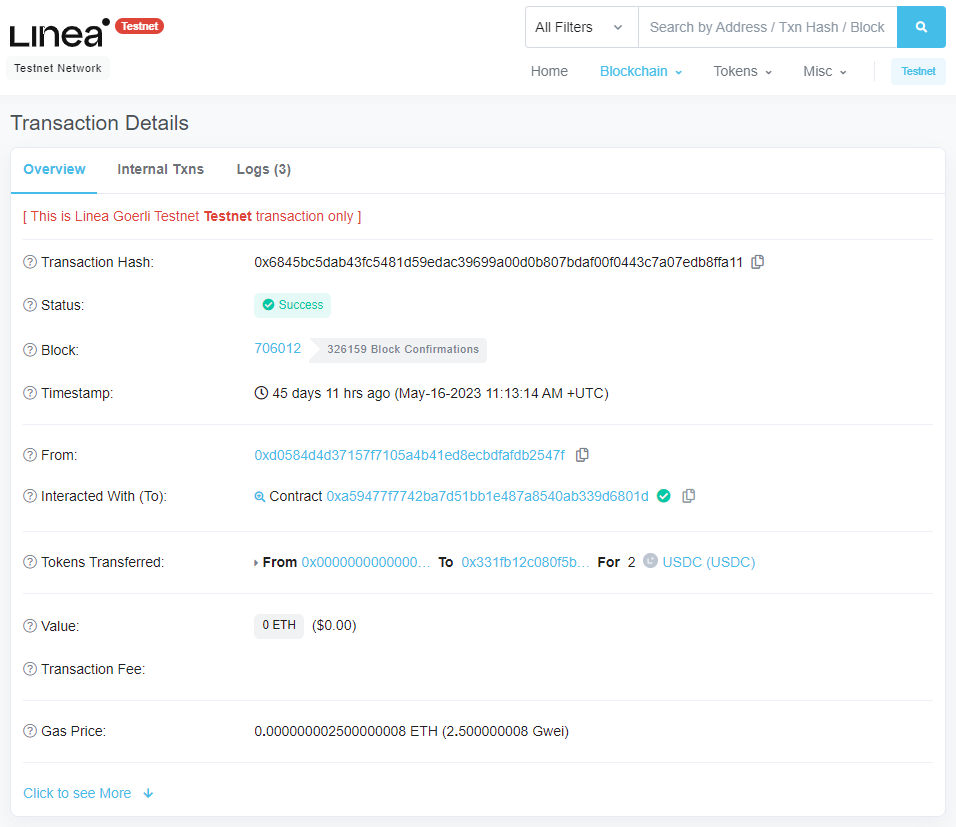 Linea Testnet
Testnet Network
All Filters Search by Address / Txn Hash / Block
Home Blockchain Tokens Misc Testnet
Transaction Details
Overview Internal Txns Logs (3)
[ This is Linea Goerli Testnet Testnet transaction only ]
Transaction Hash: 0x6845bc5dab43fc5481d59edac39699a00d0b807bdaf00f0443c7a07edb8ffa11
Status: Success
Block: 706012 326159 Block Confirmations
Timestamp: 45 days 11 hrs ago (May-16-2023 11:13:14 AM +UTC)
From: 0xd0584d4d37157f7105a4b41ed8ecbdfafdb2547f
Interacted With (To): Contract 0xa59477f7742ba7d51bb1e487a8540ab339d6801d
Tokens Transferred: From 0x0000000000000... To 0x331fb12c080f5b... For 2 USDC (USDC)
Value: 0 ETH ($0.00)
Transaction Fee:
Gas Price: 0.000000002500000008 ETH (2.500000008 Gwei)
Click to see More